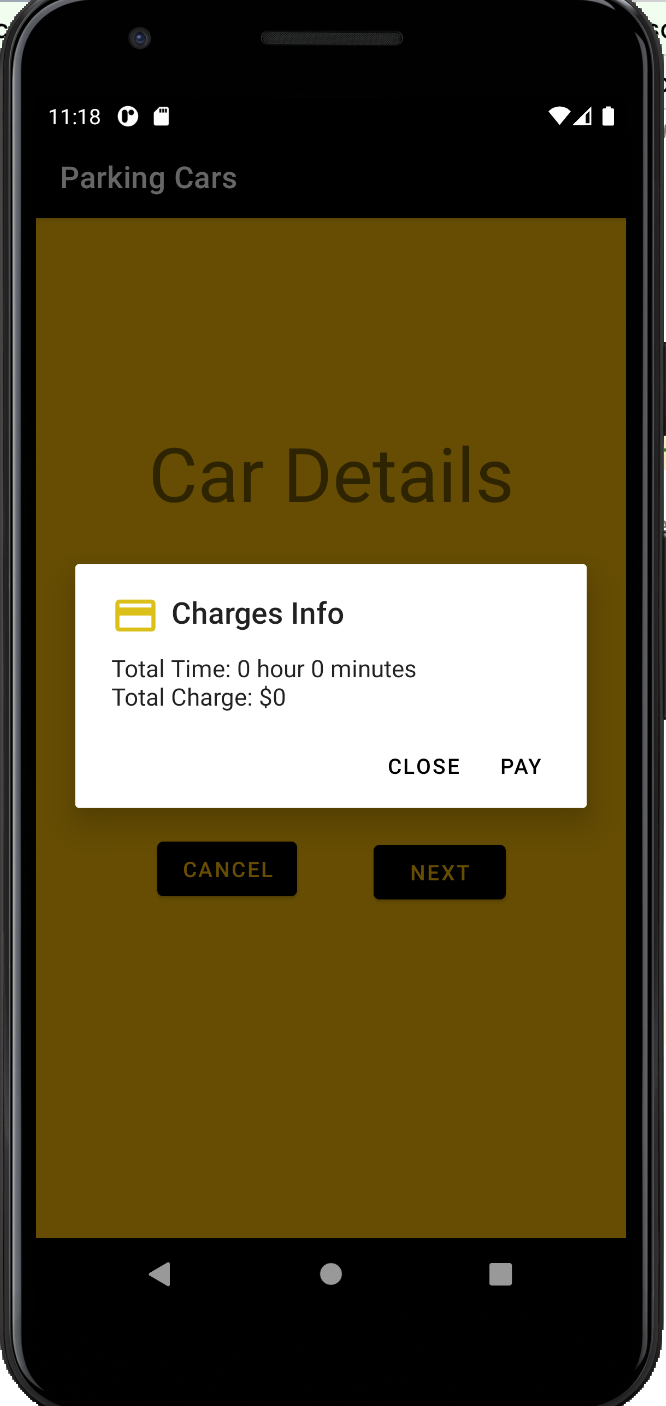 11:18
Parking Cars
Car Details
Charges Info
Total Time: 0 hour 0 minutes
Total Charge: $0
CLOSE PAY
CANCEL NEXT